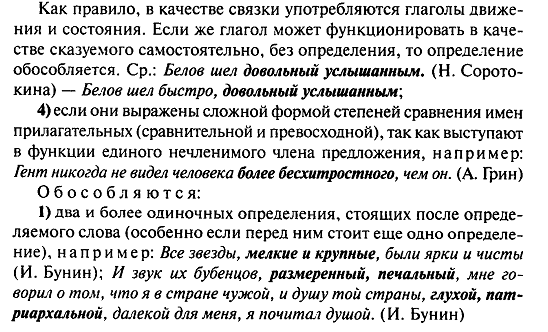 Как правило, в качестве связки употребляются глаголы движе-
ния и состояния. Если же глагол может функционировать в каче-
стве сказуемого самостоятельно, без определения, то определение
обособляется. Ср.: Белов шел довольный услышанным. (Н. Сорото-
кина) — Белов шел быстро, довольный услышанным;
4) если они выражены сложной формой степеней сравнения имен
прилагательных (сравнительной и превосходной), так как выступают
в функции единого нечленимого члена предложения, например:
Гент никогда не видел человека более бесхитростного, чем он. (А. Грин)
Обособляются:
1) два и более одиночных определения, стоящих после опреде-
ляемого слова (особенно если перед ним стоит еще одно определе-
ние), например: Все звезды, мелкие и крупные, были ярки и чисты
(И. Бунин); И звук их бубенцов, размеренный, печальный, мне го-
ворил о том, что я в стране чужой, и душу той страны, глухой, пат-
риархальной, далекой для меня, я почитал душой. (И. Бунин)